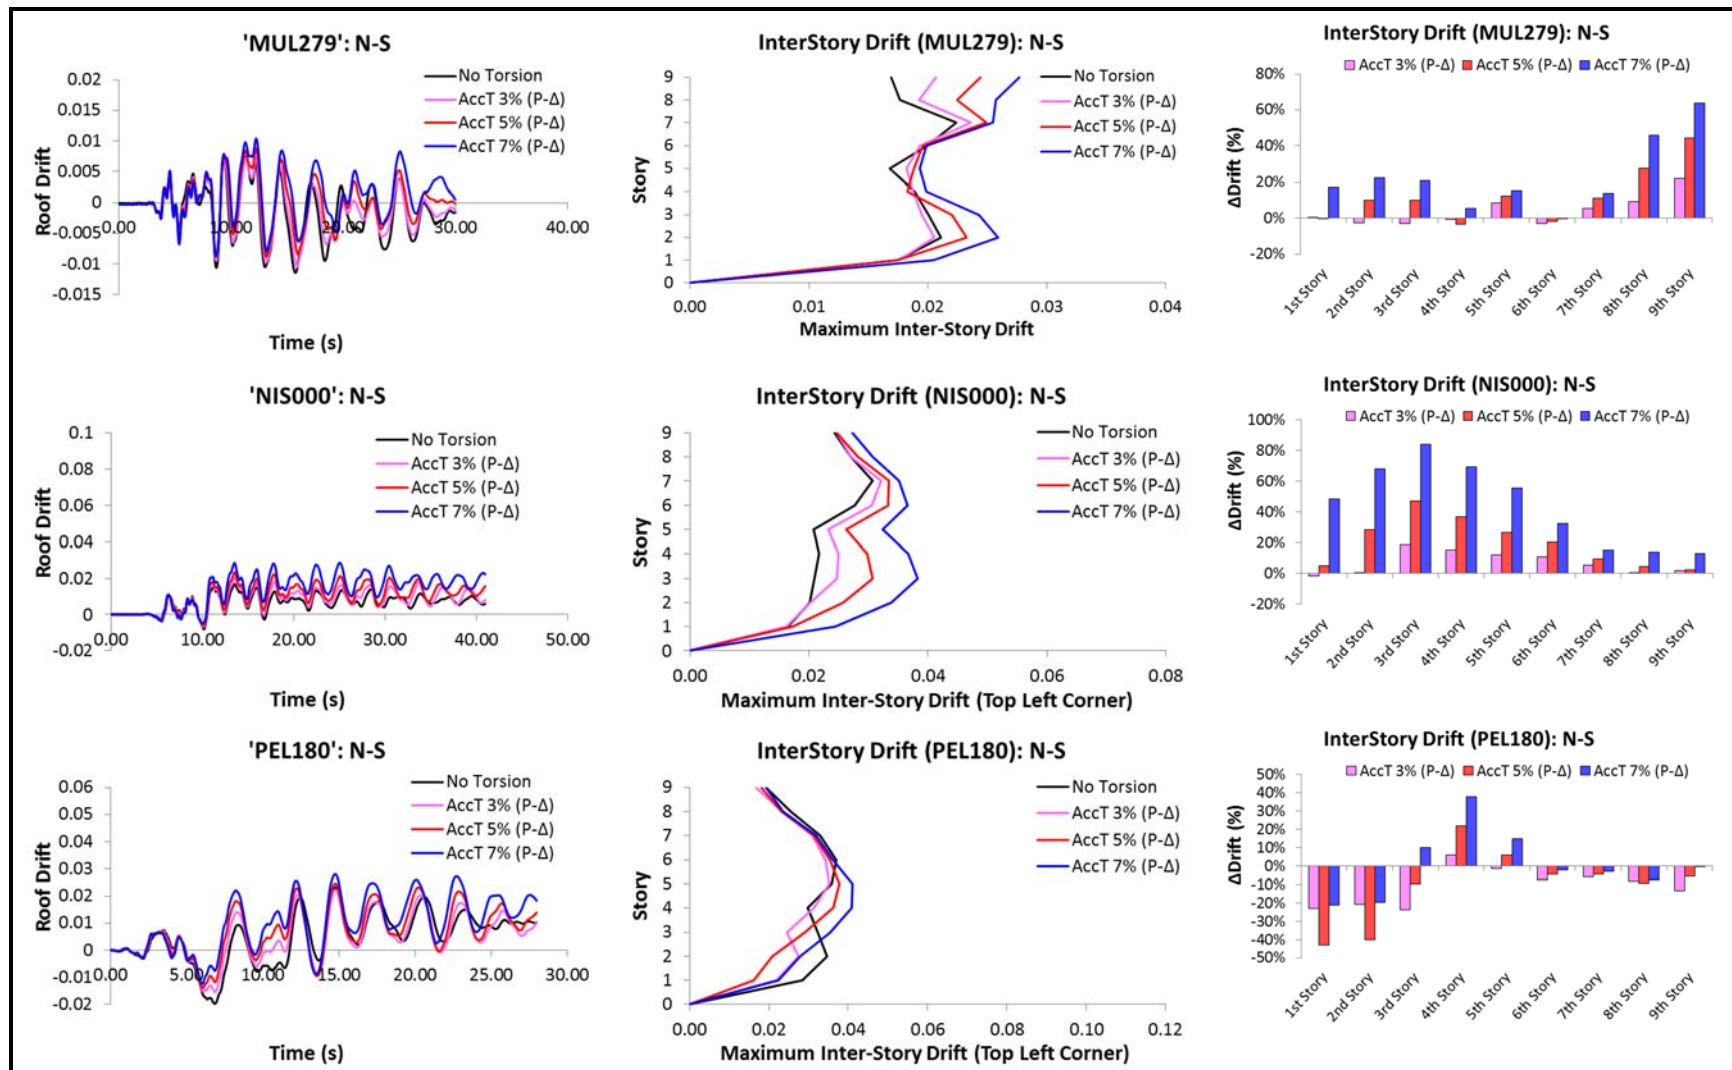 'MUL279': N-S
0.02
0.015
0.01
0.005
0
-0.005
-0.01
-0.015
0.00
10.00
20.00
30.00
40.00
No Torsion
AccT 3% (P-Δ)
AccT 5% (P-Δ)
AccT 7% (P-Δ)
Roof Drift
Time (s)
InterStory Drift (MUL279): N-S
9
8
7
6
5
4
3
2
1
0
0.00
0.01
0.02
0.03
0.04
No Torsion
AccT 3% (P-Δ)
AccT 5% (P-Δ)
AccT 7% (P-Δ)
Story
Maximum Inter-Story Drift
InterStory Drift (MUL279): N-S
AccT 3% (P-Δ) AccT 5% (P-Δ) AccT 7% (P-Δ)
80%
60%
40%
20%
0%
-20%
ΔDrift (%)
1st Story
2nd Story
3rd Story
4th Story
5th Story
6th Story
7th Story
8th Story
9th Story
'NIS000': N-S
0.1
0.08
0.06
0.04
0.02
0
-0.02
0.00
10.00
20.00
30.00
40.00
50.00
No Torsion
AccT 3% (P-Δ)
AccT 5% (P-Δ)
AccT 7% (P-Δ)
Roof Drift
Time (s)
InterStory Drift (NIS000): N-S
9
8
7
6
5
4
3
2
1
0
0.00
0.02
0.04
0.06
0.08
No Torsion
AccT 3% (P-Δ)
AccT 5% (P-Δ)
AccT 7% (P-Δ)
Story
Maximum Inter-Story Drift (Top Left Corner)
InterStory Drift (NIS000): N-S
AccT 3% (P-Δ) AccT 5% (P-Δ) AccT 7% (P-Δ)
100%
80%
60%
40%
20%
0%
-20%
ΔDrift (%)
1st Story
2nd Story
3rd Story
4th Story
5th Story
6th Story
7th Story
8th Story
9th Story
'PEL180': N-S
0.06
0.05
0.04
0.03
0.02
0.01
0
-0.01
-0.02
0.00
5.00
10.00
15.00
20.00
25.00
30.00
No Torsion
AccT 3% (P-Δ)
AccT 5% (P-Δ)
AccT 7% (P-Δ)
Roof Drift
Time (s)
InterStory Drift (PEL180): N-S
9
8
7
6
5
4
3
2
1
0
0.00
0.02
0.04
0.06
0.08
0.10
0.12
No Torsion
AccT 3% (P-Δ)
AccT 5% (P-Δ)
AccT 7% (P-Δ)
Story
Maximum Inter-Story Drift (Top Left Corner)
InterStory Drift (PEL180): N-S
AccT 3% (P-Δ) AccT 5% (P-Δ) AccT 7% (P-Δ)
50%
40%
30%
20%
10%
0%
-10%
-20%
-30%
-40%
-50%
ΔDrift (%)
1st Story
2nd Story
3rd Story
4th Story
5th Story
6th Story
7th Story
8th Story
9th Story